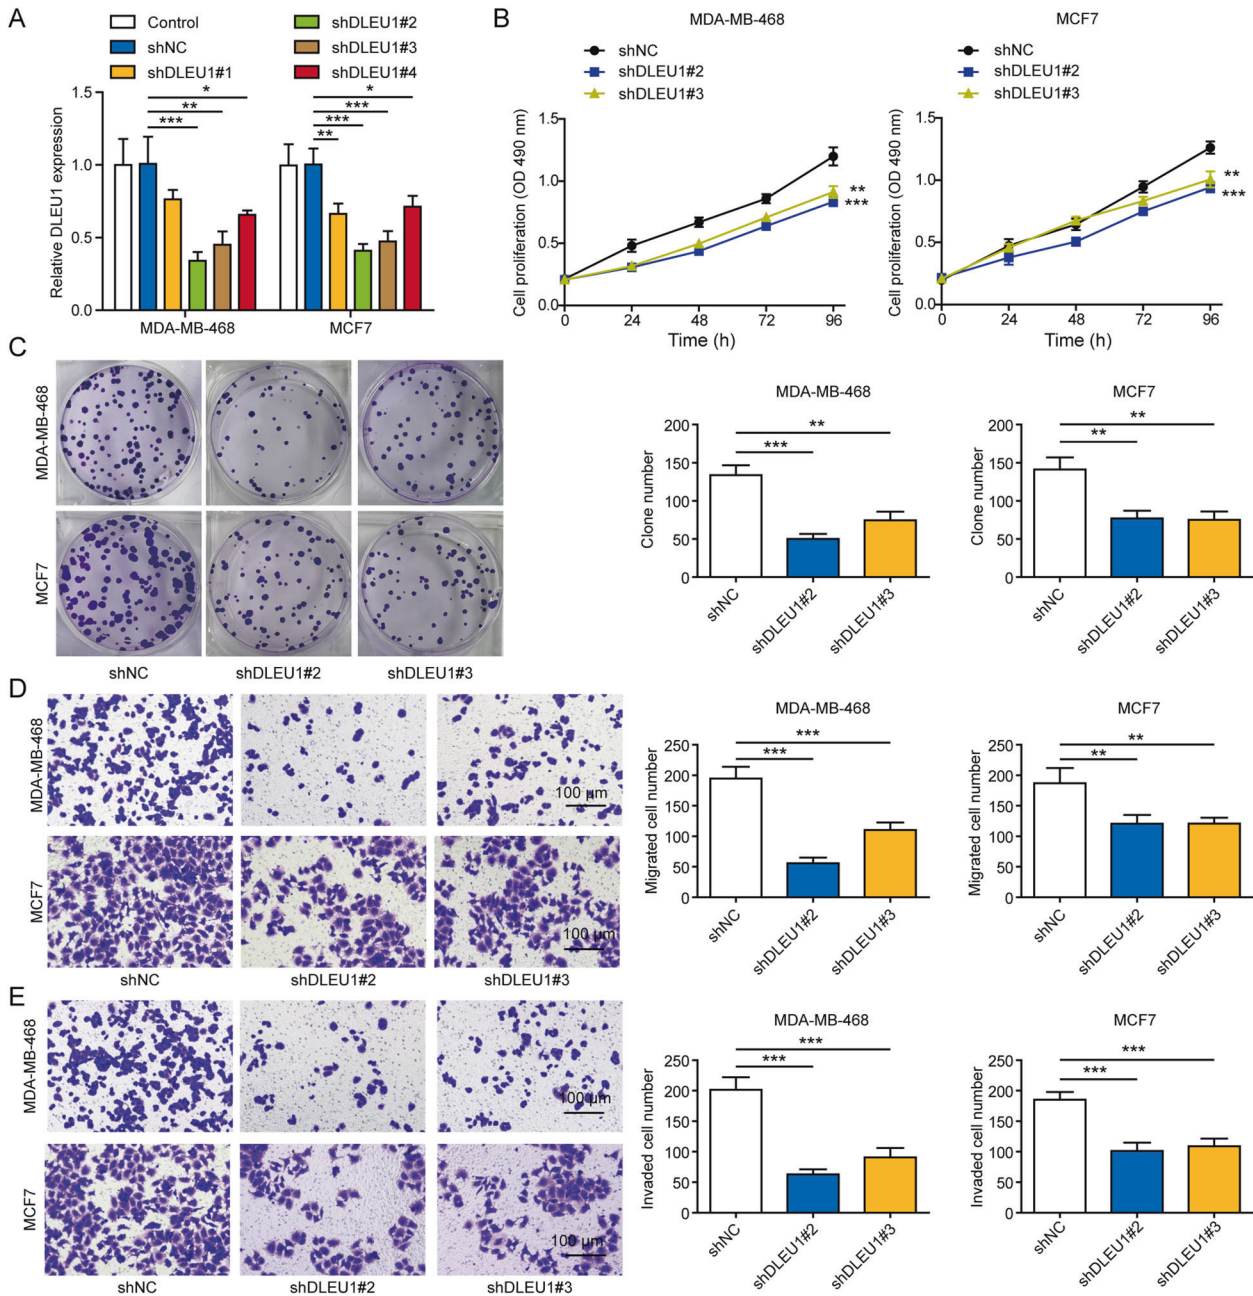 A
Control
shNC
shDLEU1#1
shDLEU1#2
shDLEU1#3
shDLEU1#4
Relative DLEU1 expression
1.5
1.0
0.5
0.0
*
**
***
*
***
***
**
MDA-MB-468
MCF7
B
MDA-MB-468
shNC
shDLEU1#2
shDLEU1#3
Cell proliferation (OD 490 nm)
1.5
1.0
0.5
0.0
**
***
0 24 48 72 96
Time (h)
MCF7
shNC
shDLEU1#2
shDLEU1#3
Cell proliferation (OD 490 nm)
1.5
1.0
0.5
0.0
**
***
0 24 48 72 96
Time (h)
C
MDA-MB-468
MCF7
shNC shDLEU1#2 shDLEU1#3
MDA-MB-468
Clone number
200
150
100
50
0
**
***
shNC shDLEU1#2 shDLEU1#3
MCF7
Clone number
200
150
100
50
0
**
**
shNC shDLEU1#2 shDLEU1#3
D
MDA-MB-468
100 µm
MCF7
100 µm
shNC shDLEU1#2 shDLEU1#3
MDA-MB-468
Migrated cell number
250
200
150
100
50
0
***
***
shNC shDLEU1#2 shDLEU1#3
MCF7
Migrated cell number
250
200
150
100
50
0
**
**
shNC shDLEU1#2 shDLEU1#3
E
MDA-MB-468
100 µm
MCF7
100 µm
shNC shDLEU1#2 shDLEU1#3
MDA-MB-468
Invaded cell number
250
200
150
100
50
0
***
***
shNC shDLEU1#2 shDLEU1#3
MCF7
Invaded cell number
250
200
150
100
50
0
***
***
shNC shDLEU1#2 shDLEU1#3